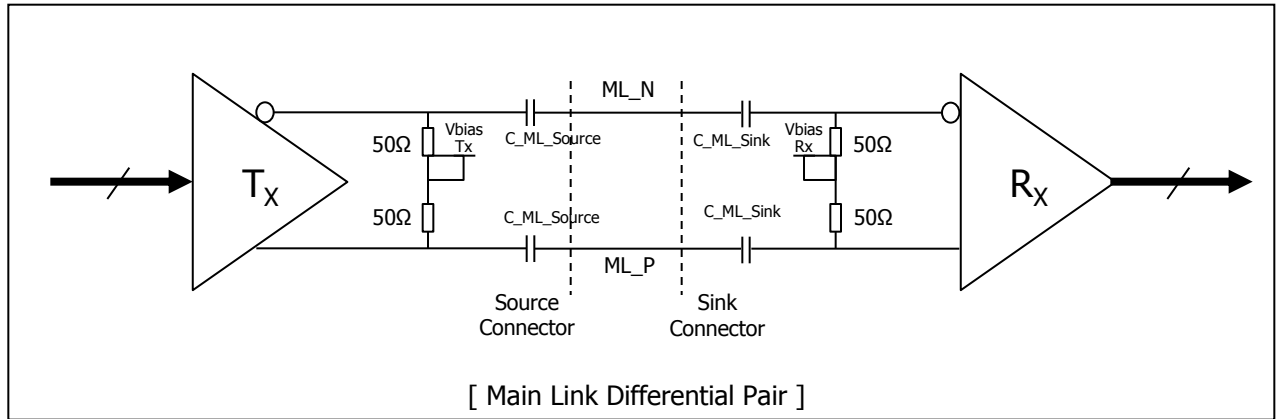 ML_N
Vbias
Tx
C_ML_Source
C_ML_Sink
Vbias
Rx
50Ω
50Ω
TX
RX
50Ω
C_ML_Source
C_ML_Sink
50Ω
ML_P
Source
Connector
Sink
Connector
[ Main Link Differential Pair ]